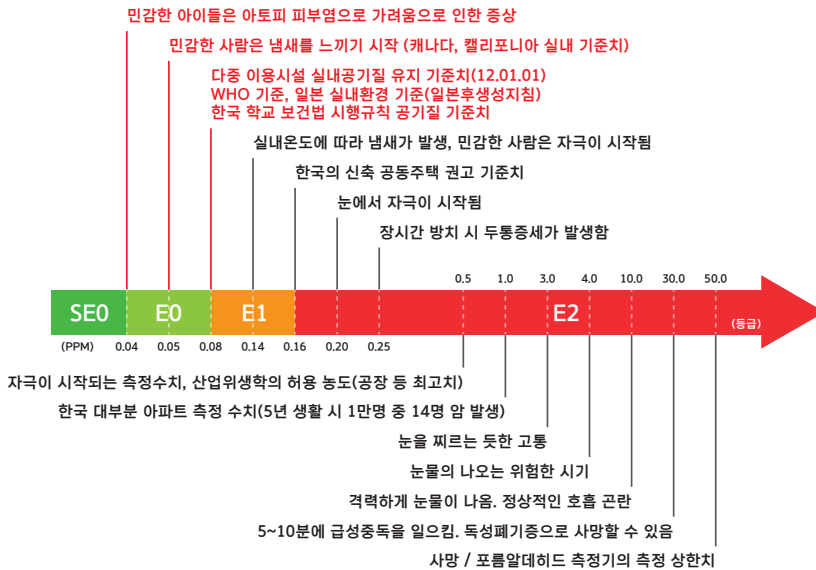 민감한 아이들은 아토피 피부염으로 가려움으로 인한 증상
민감한 사람은 냄새를 느끼기 시작 (캐나다, 캘리포니아 실내 기준치)
다중 이용시설 실내공기질 유지 기준치(12.01.01)
WHO 기준, 일본 실내환경 기준(일본후생성지침)
한국 학교 보건법 시행규칙 공기질 기준치
실내온도에 따라 냄새가 발생, 민감한 사람은 자극이 시작됨
한국의 신축 공동주택 권고 기준치
눈에서 자극이 시작됨
장시간 방치 시 두통증세가 발생함
0.5 1.0 3.0 4.0 10.0 30.0 50.0
SE0 E0 E1 E2 (등급)
(PPM) 0.04 0.05 0.08 0.14 0.16 0.20 0.25
자극이 시작되는 측정수치, 산업위생학의 허용 농도(공장 등 최고치)
한국 대부분 아파트 측정 수치(5년 생활 시 1만명 중 14명 암 발생)
눈을 찌르는 듯한 고통
눈물의 나오는 위험한 시기
격력하게 눈물이 나옴. 정상적인 호흡 곤란
5~10분에 급성중독을 일으킴. 독성폐기종으로 사망할 수 있음
사망 / 포름알데히드 측정기의 측정 상한치